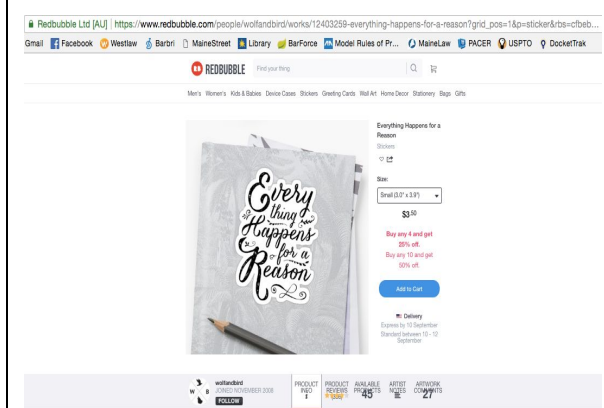 Redbubble Ltd [AU] | https://www.redbubble.com/people/wolfandbird/works/12403259-everything-happens-for-a-reason?grid_pos=1&p=sticker&rbs=cfbeb...
Gmail Facebook Westlaw Barbri MaineStreet Library BarForce Model Rules of Pr... MaineLaw PACER USPTO DocketTrak
REDBUBBLE Find your thing
Men's Women's Kids & Babies Device Cases Stickers Greeting Cards Wall Art Home Decor Stationery Bags Gifts
Every
thing
Happens
for a
Reason
Everything Happens for a
Reason
Stickers
Size:
Small (3.0" x 3.9")
$3.50
Buy any 4 and get
20% off.
Buy any 10 and get
50% off.
Add to Cart
Delivery
Express by 10 September
Standard between 10 - 12
September
W B
wolfandbird
JOINED NOVEMBER 2008
FOLLOW
PRODUCT INFO
PRODUCT REVIEWS
AVAILABLE PRODUCTS
45
ARTIST NOTES
ARTWORK COMMENTS
27